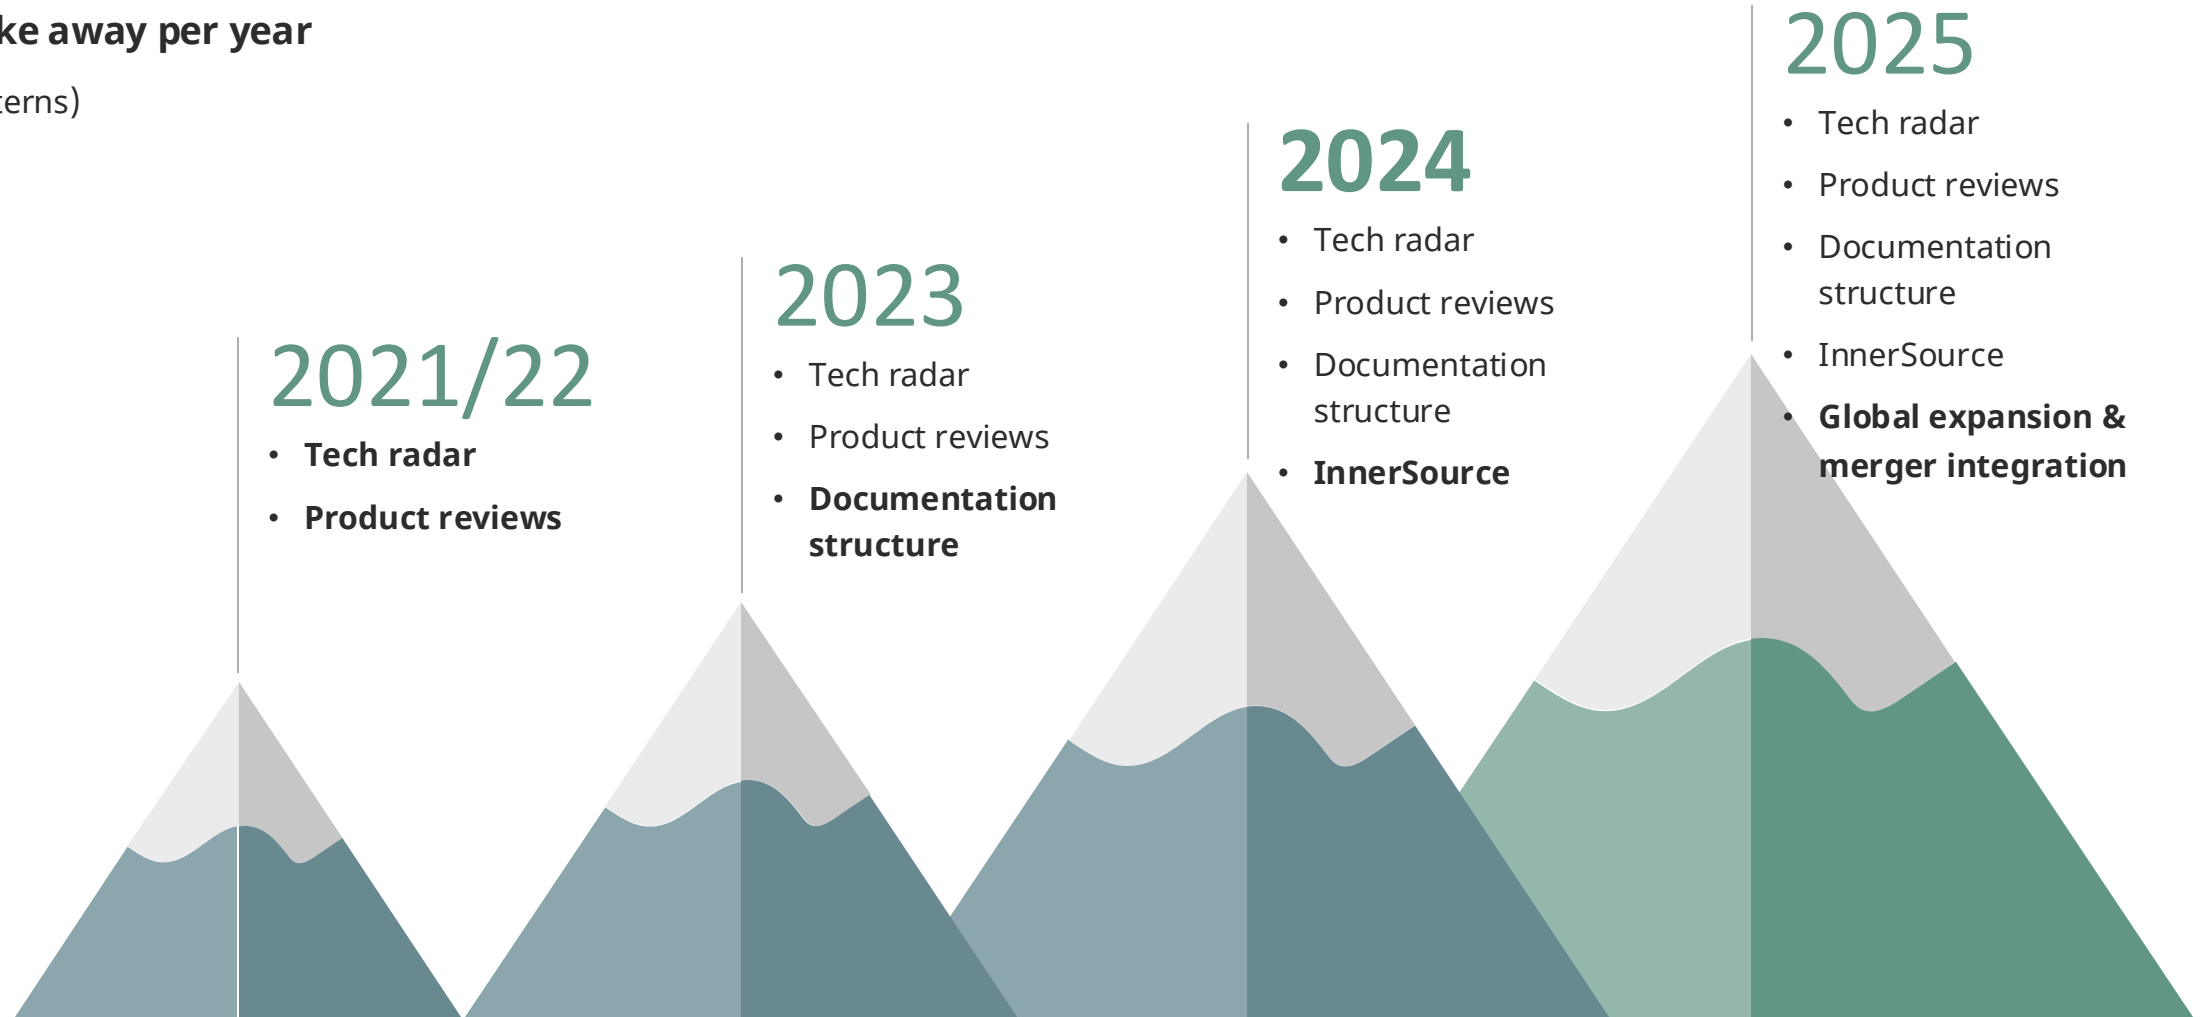 ke away per year
terns)
2021/22
• Tech radar
• Product reviews
2023
• Tech radar
• Product reviews
• Documentation
structure
2024
• Tech radar
• Product reviews
• Documentation
structure
• InnerSource
2025
• Tech radar
• Product reviews
• Documentation
structure
• InnerSource
• Global expansion &
merger integration